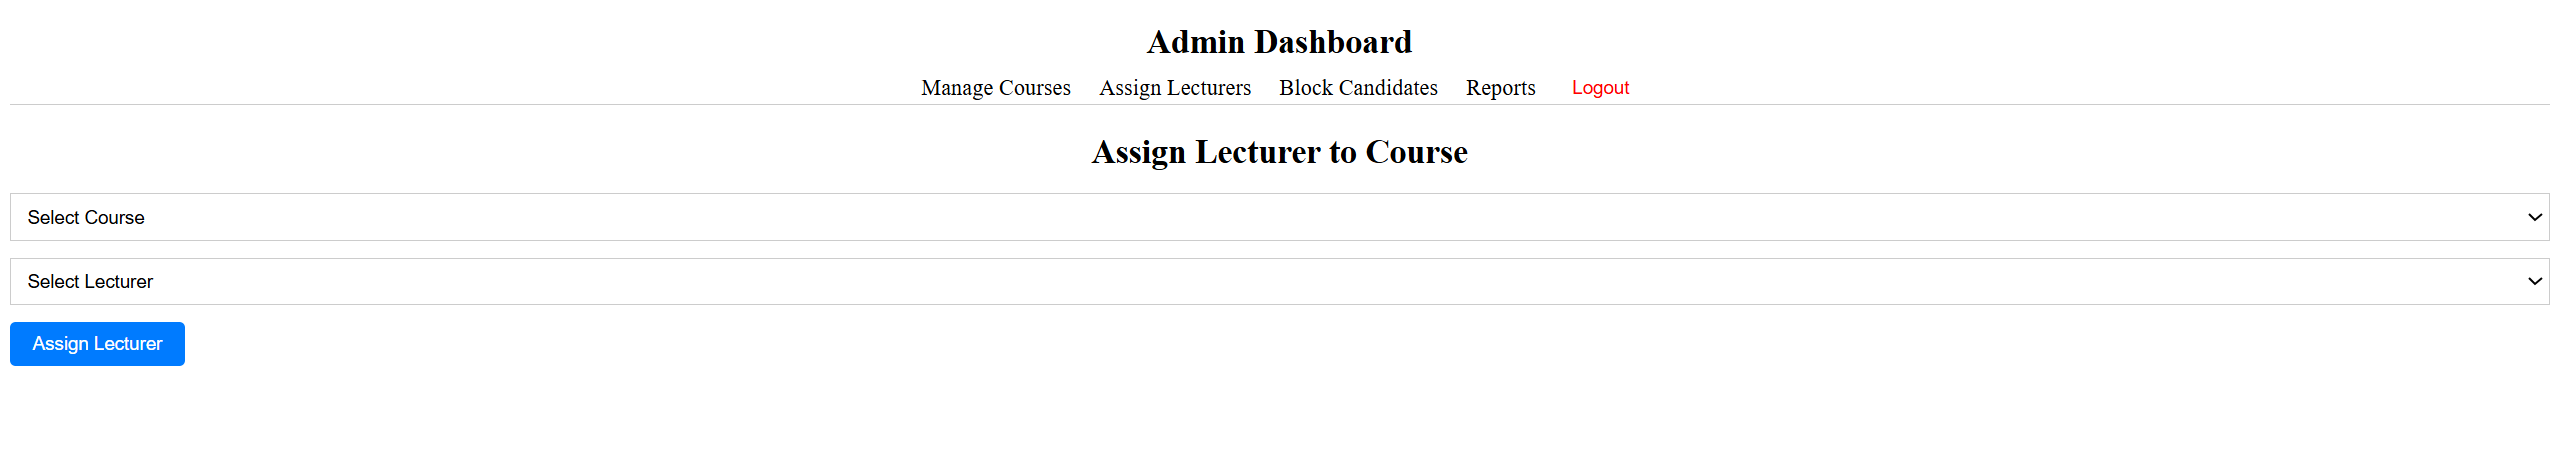 Admin Dashboard
Manage Courses Assign Lecturers Block Candidates Reports Logout
Assign Lecturer to Course
Select Course
Select Lecturer
Assign Lecturer